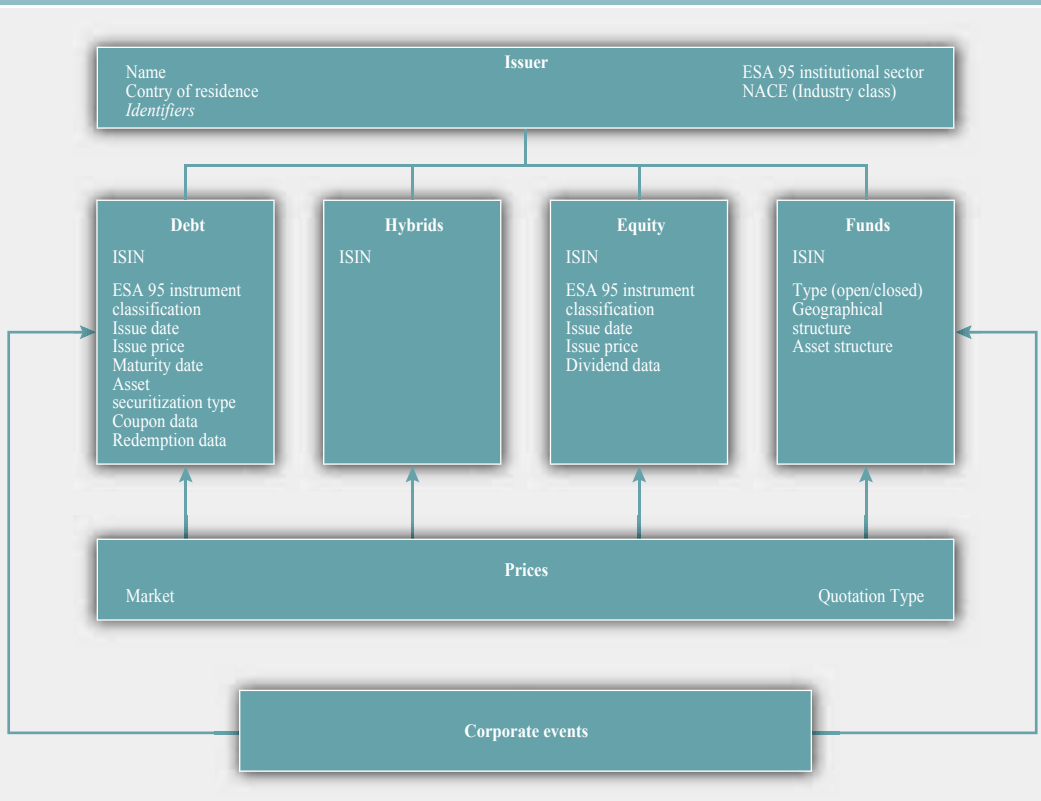 Issuer
Name
Contry of residence
Identifiers
ESA 95 institutional sector
NACE (Industry class)
Debt
ISIN
ESA 95 instrument
classification
Issue date
Issue price
Maturity date
Asset
securitization type
Coupon data
Redemption data
Hybrids
ISIN
Equity
ISIN
ESA 95 instrument
classification
Issue date
Issue price
Dividend data
Funds
ISIN
Type (open/closed)
Geographical
structure
Asset structure
Prices
Market
Quotation Type
Corporate events